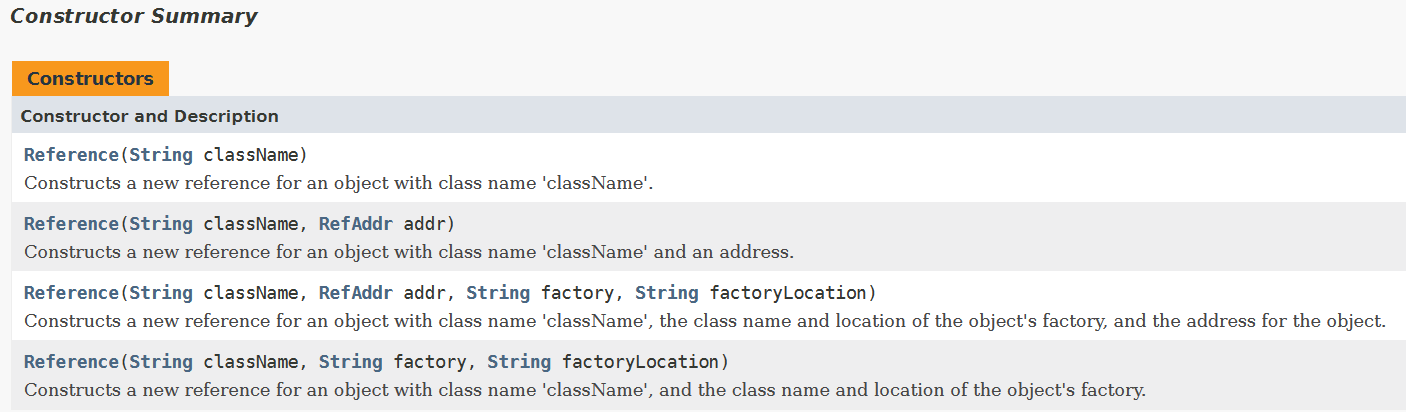 Constructor Summary
Constructors
Constructor and Description
Reference(String className)
Constructs a new reference for an object with class name 'className'.
Reference(String className, RefAddr addr)
Constructs a new reference for an object with class name 'className' and an address.
Reference(String className, RefAddr addr, String factory, String factoryLocation)
Constructs a new reference for an object with class name 'className', the class name and location of the object's factory, and the address for the object.
Reference(String className, String factory, String factoryLocation)
Constructs a new reference for an object with class name 'className', and the class name and location of the object's factory.